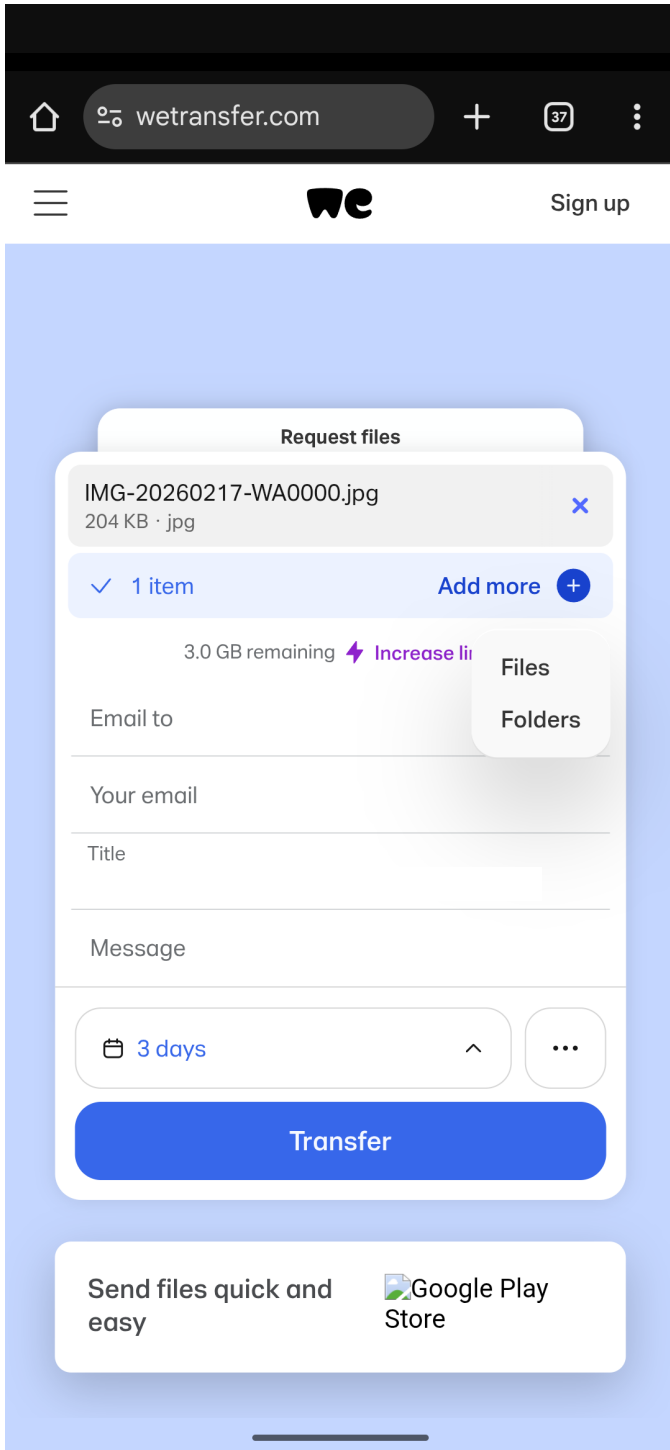 wetransfer.com
37
we
Sign up
Request files
IMG-20260217-WA0000.jpg
204 KB · jpg
1 item
Add more
3.0 GB remaining
Increase
Files
Folders
Email to
Your email
Title
Message
3 days
Transfer
Send files quick and
easy
Google Play
Store